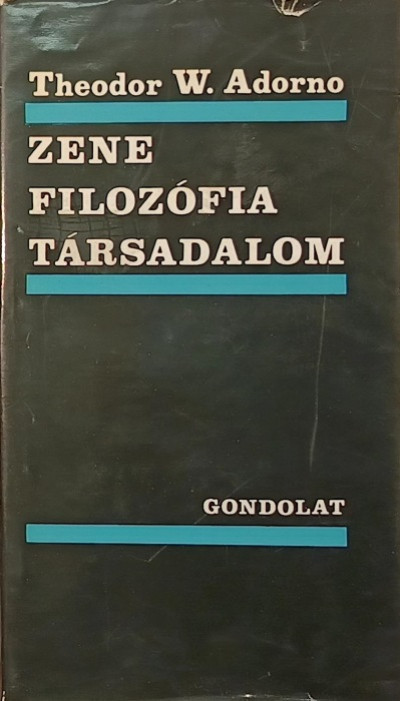 Theodor W. Adorno
ZENE
FILOZÓFIA
TÁRSADALOM
GONDOLAT